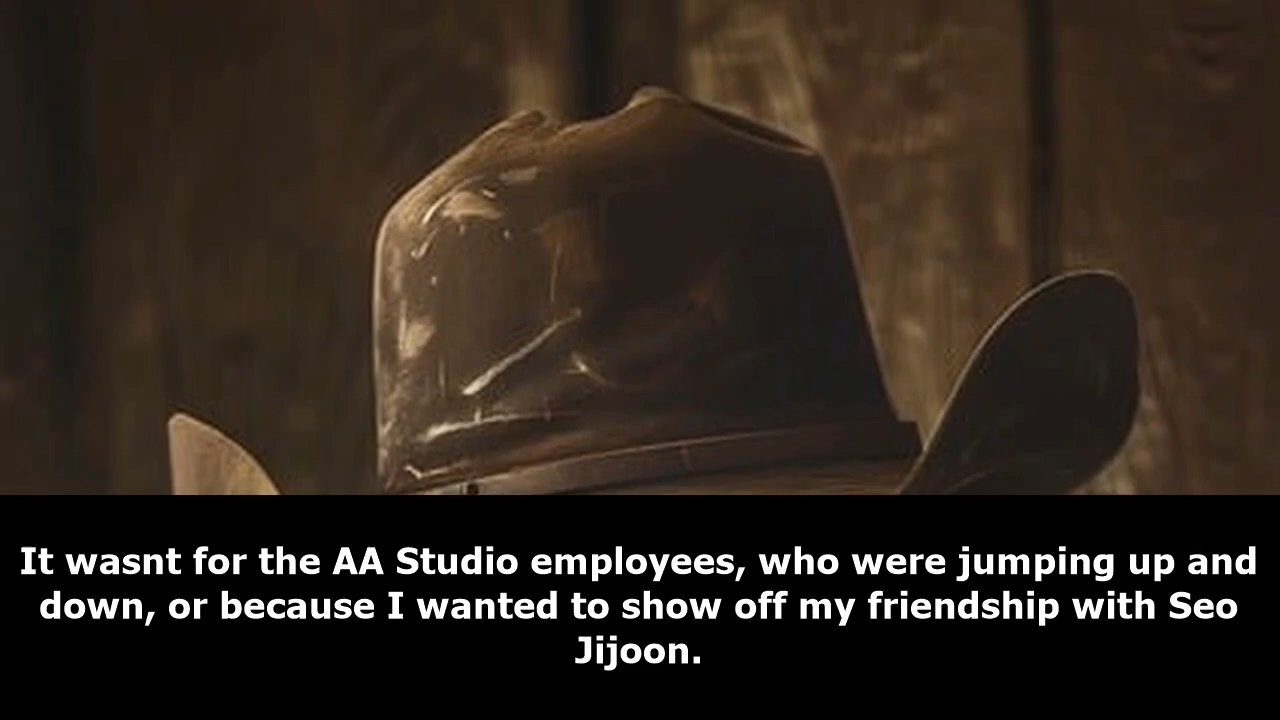 It wasnt for the AA Studio employees, who were jumping up and
down, or because I wanted to show off my friendship with Seo
Jijoon.